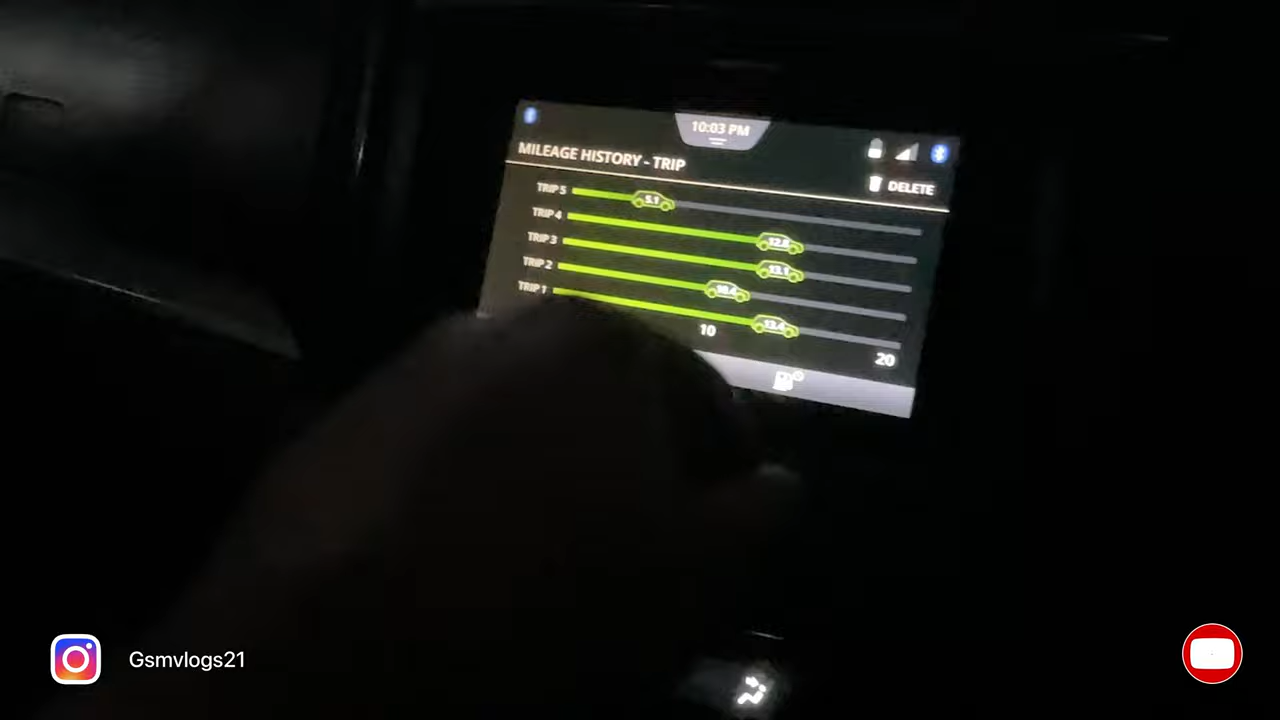 10:03 PM
MILEAGE HISTORY - TRIP
DELETE
TRIP 5 5.1
TRIP 4 12.8
TRIP 3 13.1
TRIP 2 10.4
TRIP 1 13.4
10 20
Gsmvlogs21